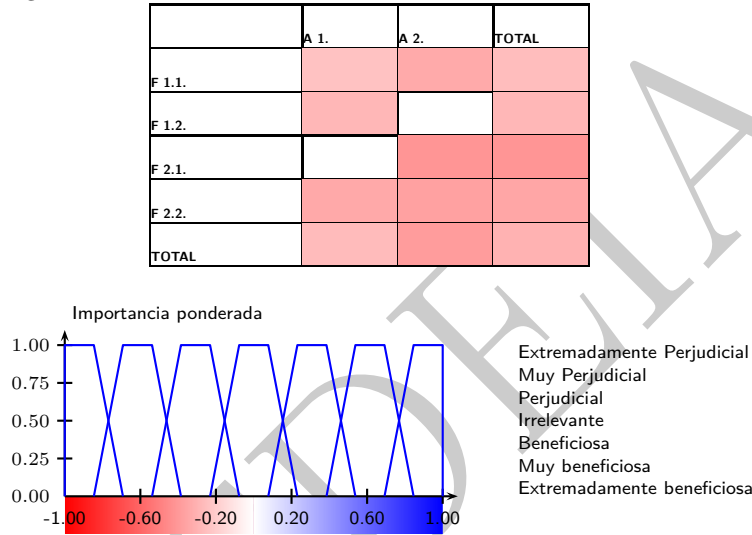 A 1. A 2. TOTAL
F 1.1.
F 1.2.
F 2.1.
F 2.2.
TOTAL
Importancia ponderada
1.00
0.75
0.50
0.25
0.00
-1.00 -0.60 -0.20 0.20 0.60 1.00
Extremadamente Perjudicial
Muy Perjudicial
Perjudicial
Irrelevante
Beneficiosa
Muy beneficiosa
Extremadamente beneficiosa